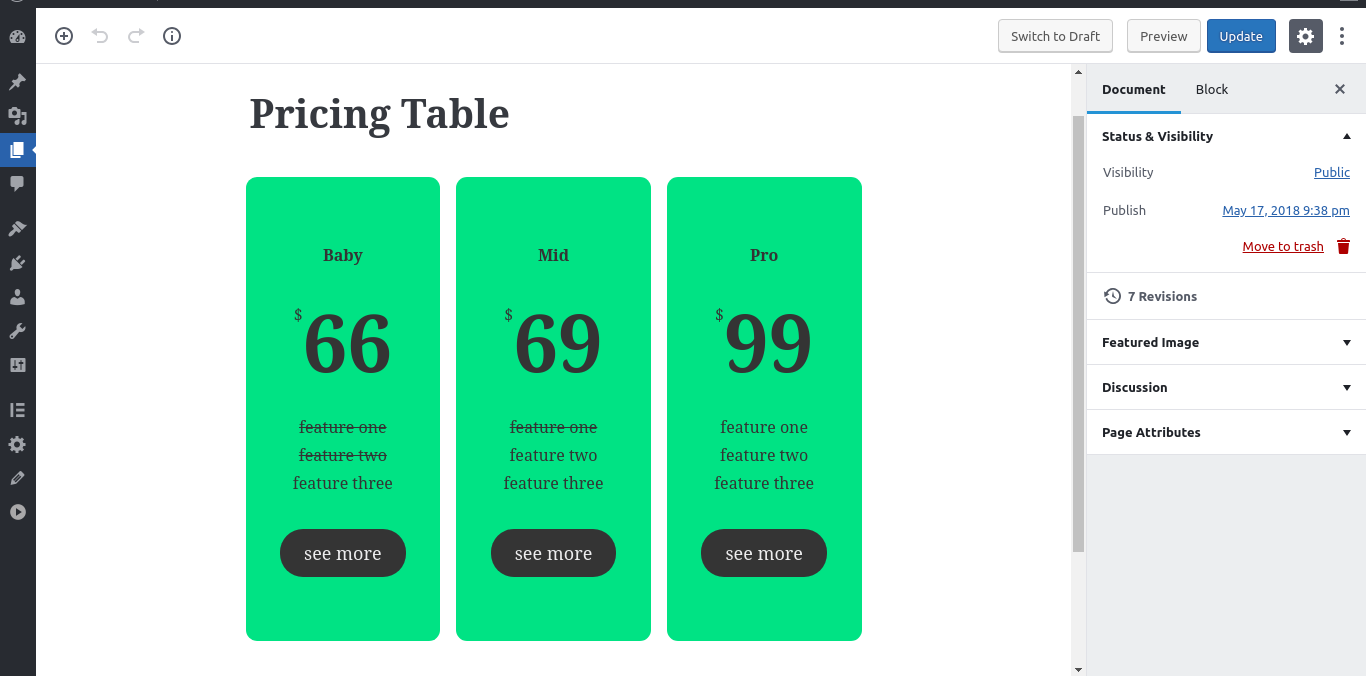 Switch to Draft
Preview
Update
Pricing Table
Baby
$66
feature one
feature two
feature three
see more
Mid
$69
feature one
feature two
feature three
see more
Pro
$99
feature one
feature two
feature three
see more
Document Block
Status & Visibility
Visibility Public
Publish May 17, 2018 9:38 pm
Move to trash
7 Revisions
Featured Image
Discussion
Page Attributes